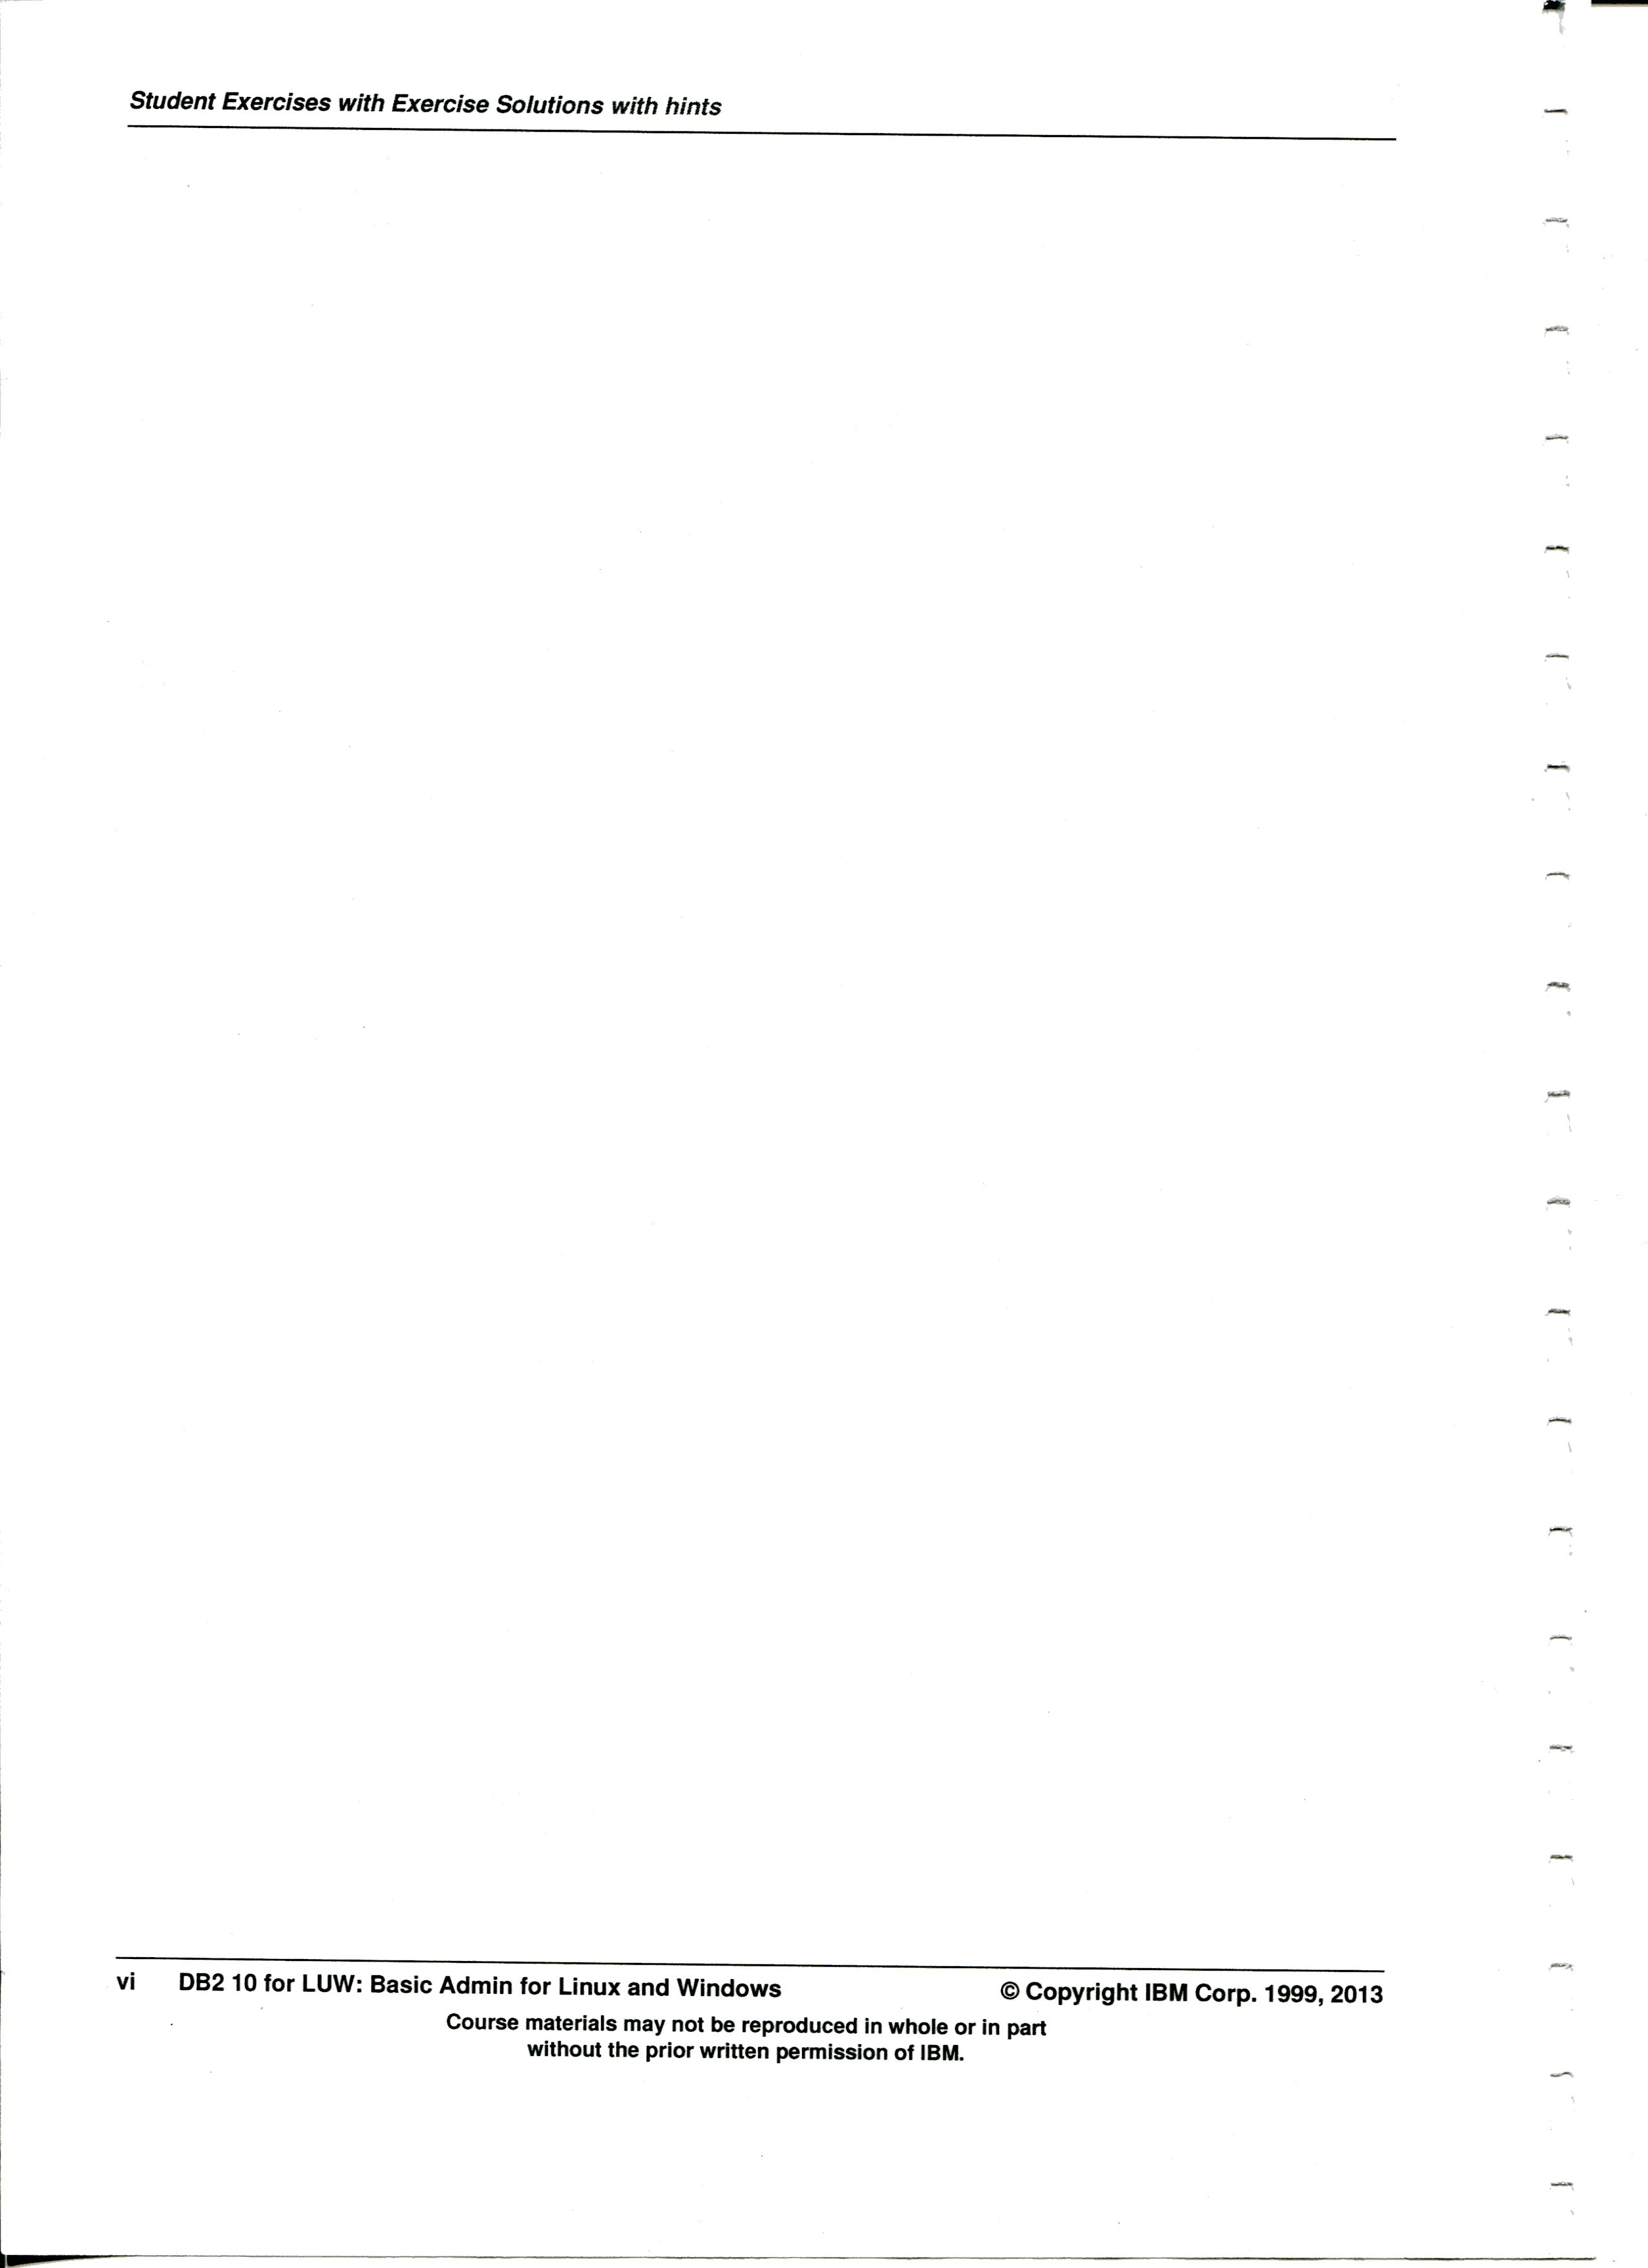 Student Exercises with Exercise Solutions with hints
vi DB2 10 for LUW: Basic Admin for Linux and Windows © Copyright IBM Corp. 1999, 2013
Course materials may not be reproduced in whole or in part
without the prior written permission of IBM.